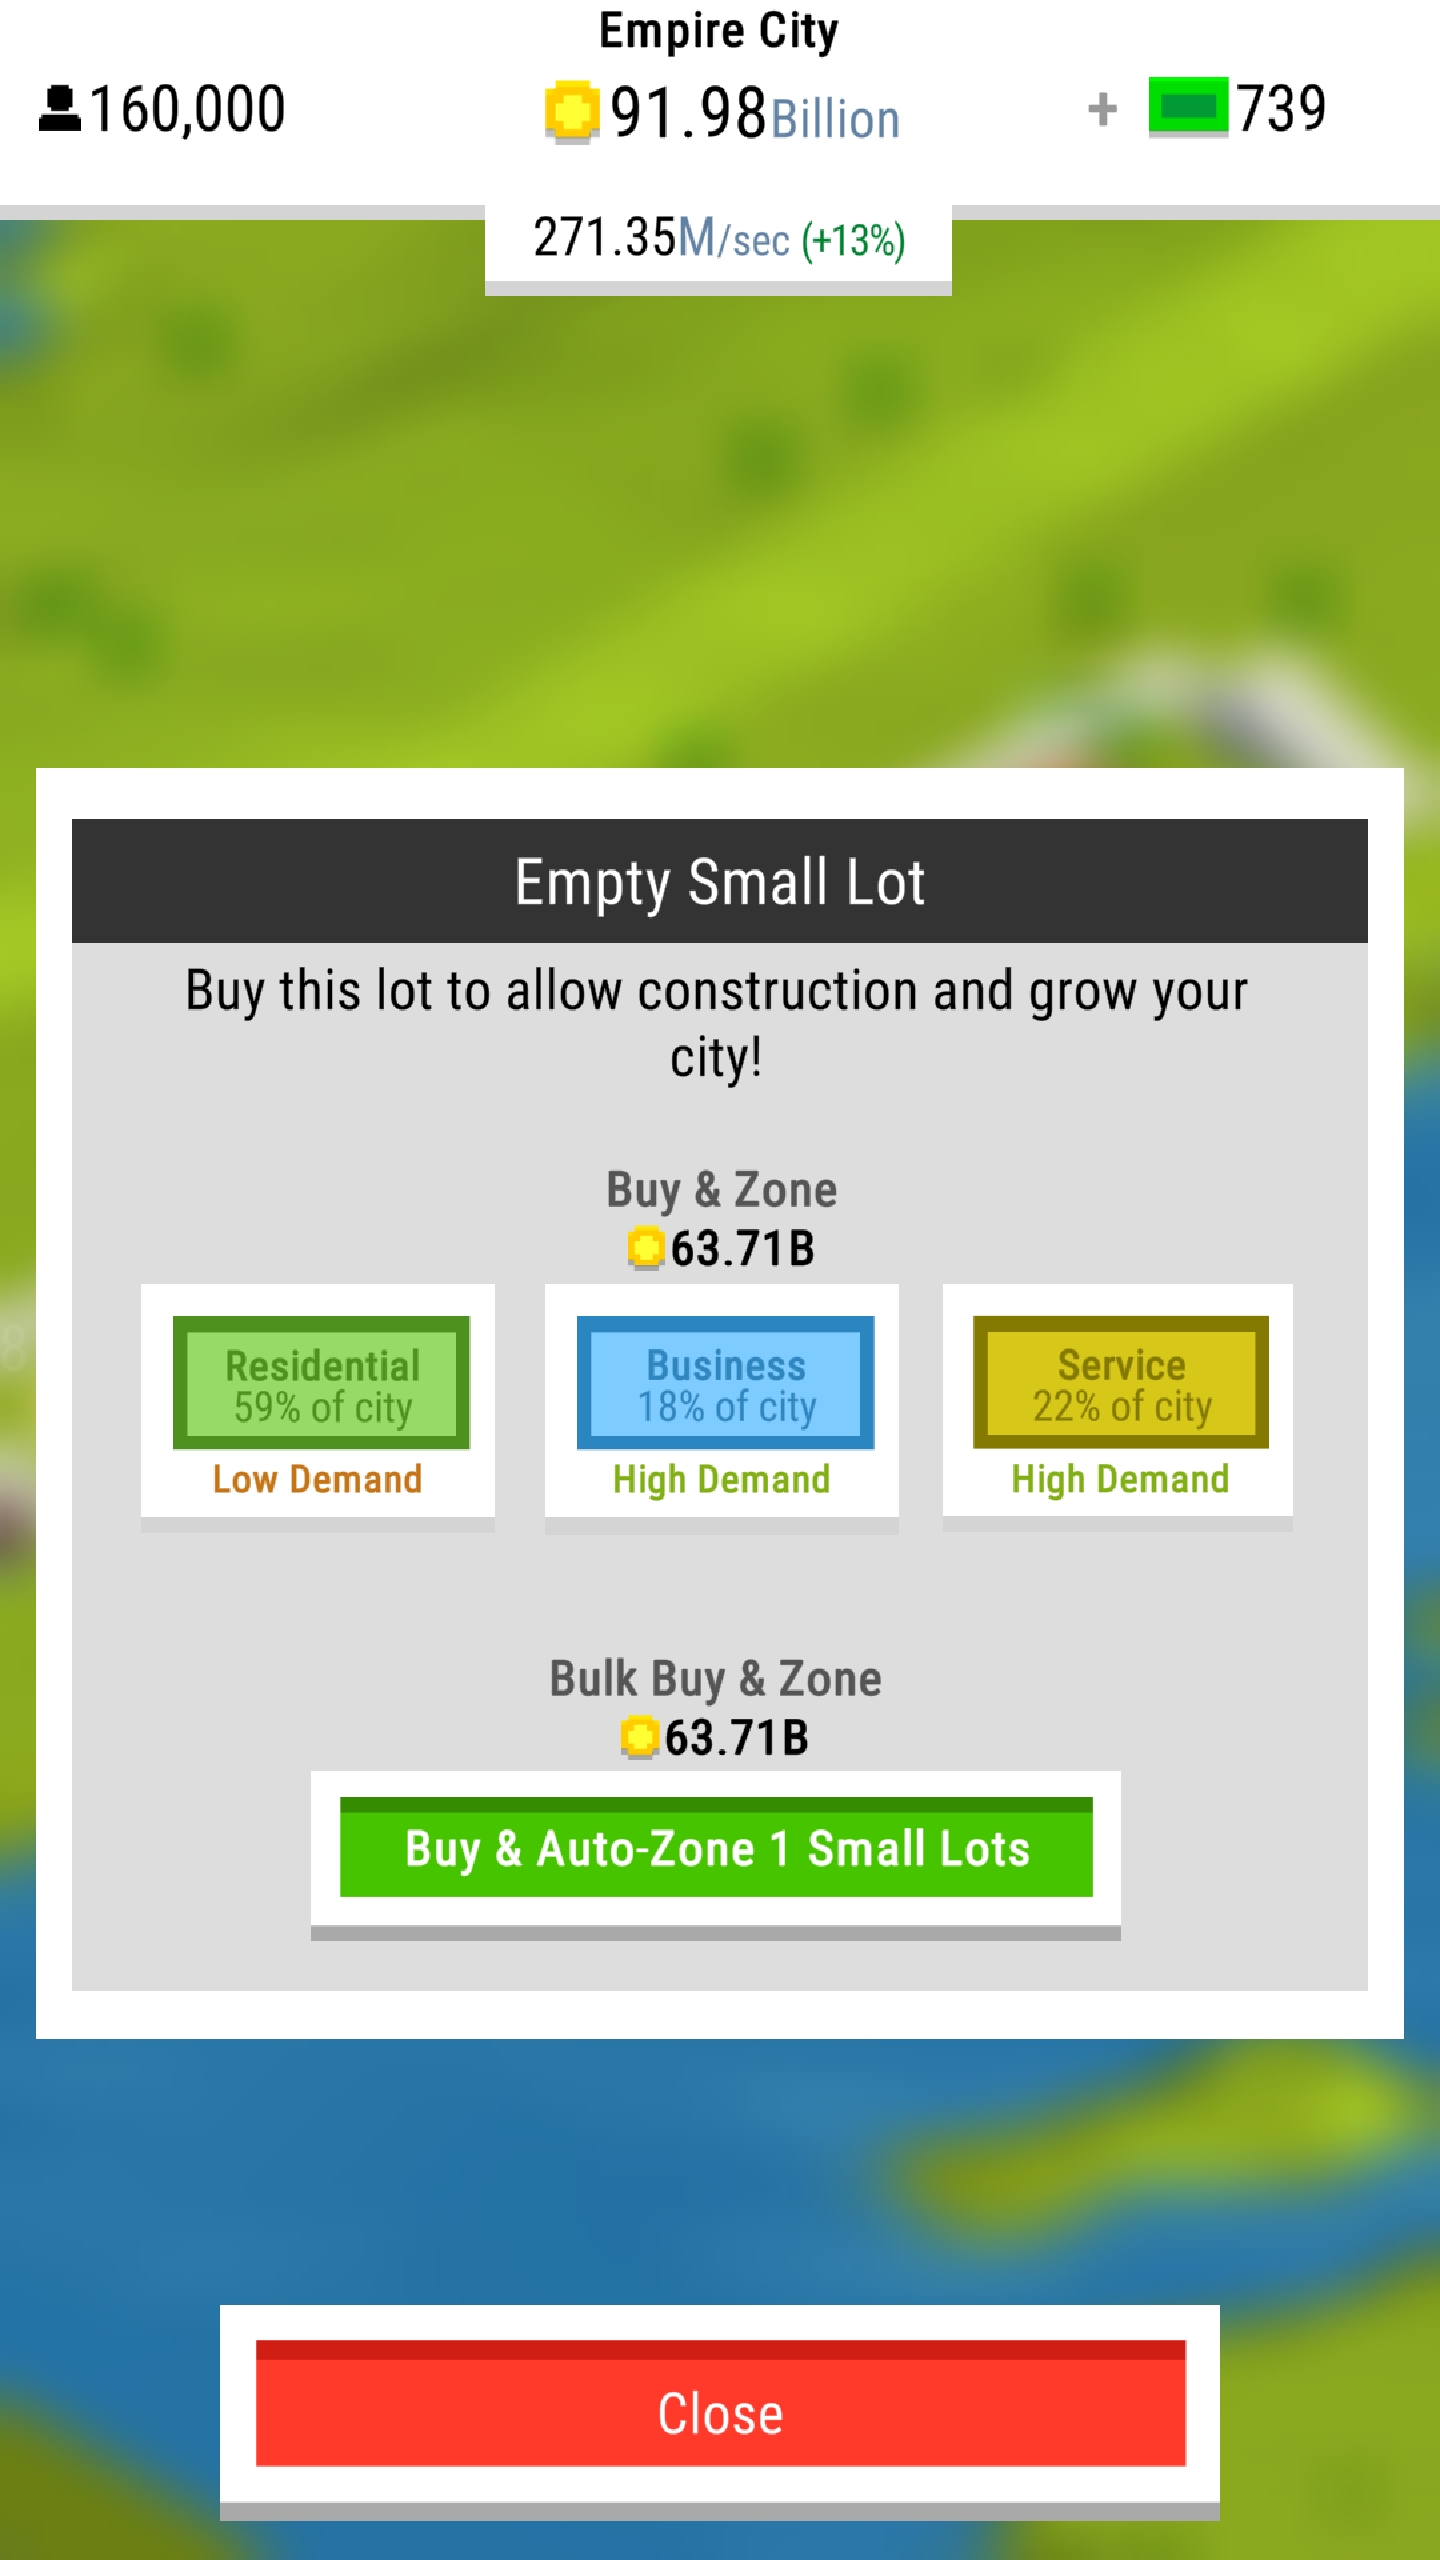 Empire City
160,000
91.98Billion
+ 739
271.35M/sec (+13%)
Empty Small Lot
Buy this lot to allow construction and grow your
city!
Buy & Zone
63.71B
Residential
59% of city
Low Demand
Business
18% of city
High Demand
Service
22% of city
High Demand
Bulk Buy & Zone
63.71B
Buy & Auto-Zone 1 Small Lots
Close